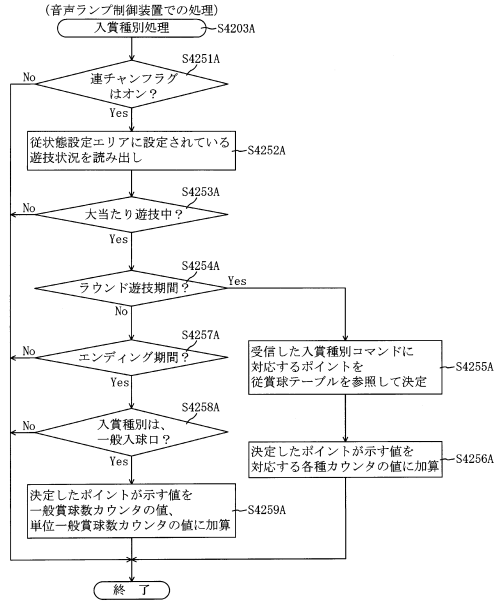 (音声ランプ制御装置での処理)
入賞種別処理
S4203A
S4251A
連チャンフラグ
はオン？
No
Yes
従状態設定エリアに設定されている
遊技状況を読み出し
S4252A
S4253A
大当たり遊技中？
No
Yes
S4254A
ラウンド遊技期間？
Yes
No
S4257A
エンディング期間？
No
Yes
受信した入賞種別コマンドに
対応するポイントを
従賞球テーブルを参照して決定
S4255A
S4258A
入賞種別は、
一般入球口？
No
Yes
決定したポイントが示す値を
対応する各種カウンタの値に加算
S4256A
決定したポイントが示す値を
一般賞球数カウンタの値、
単位一般賞球数カウンタの値に加算
S4259A
終 了